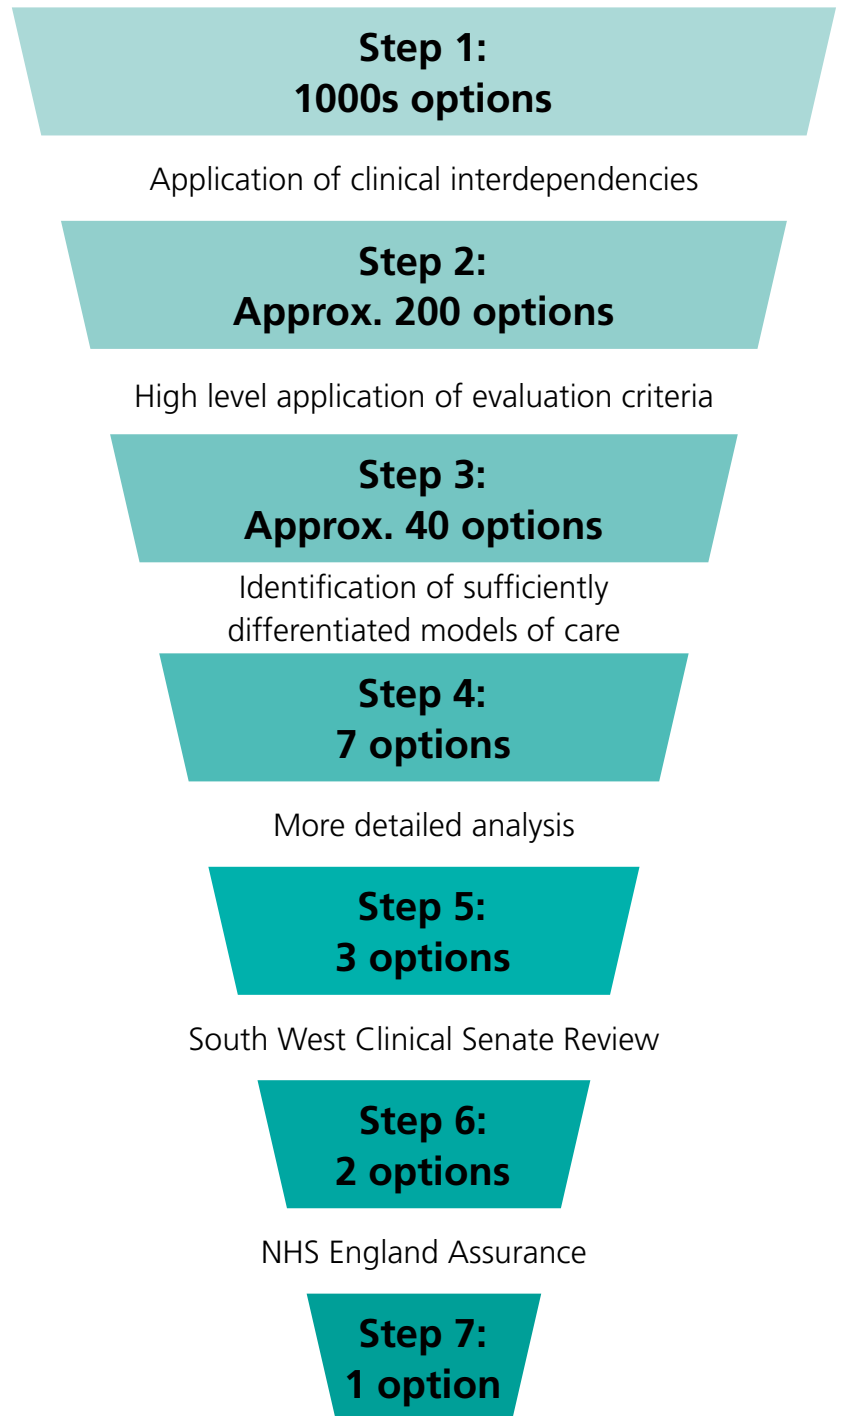 Step 1:
1000s options
Application of clinical interdependencies
Step 2:
Approx. 200 options
High level application of evaluation criteria
Step 3:
Approx. 40 options
Identification of sufficiently
differentiated models of care
Step 4:
7 options
More detailed analysis
Step 5:
3 options
South West Clinical Senate Review
Step 6:
2 options
NHS England Assurance
Step 7:
1 option